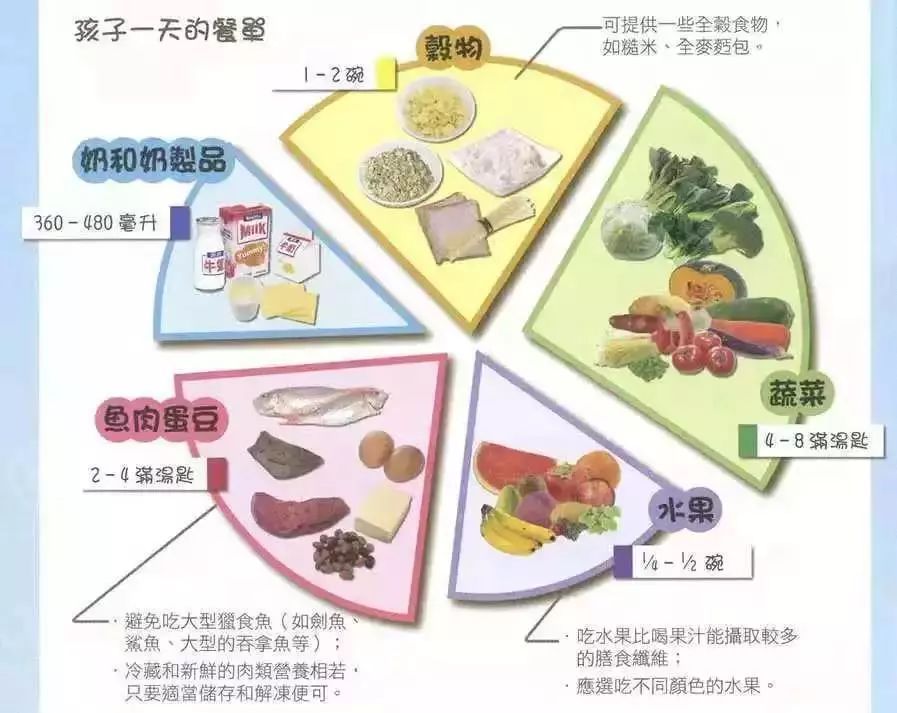 孩子一天的餐單
穀物
1-2碗
可提供一些全穀食物，
如糙米、全麥麪包。
奶和奶製品
360-480毫升
MILK
Yummy!
牛奶
蔬菜
4-8滿湯匙
魚肉蛋豆
2-4滿湯匙
水果
¼-½碗
·避免吃大型獵食魚（如劍魚、
鯊魚、大型的吞拿魚等）；
·冷藏和新鮮的肉類營養相若，
只要適當儲存和解凍便可。
·吃水果比喝果汁能攝取較多
的膳食纖維；
·應選吃不同顏色的水果。